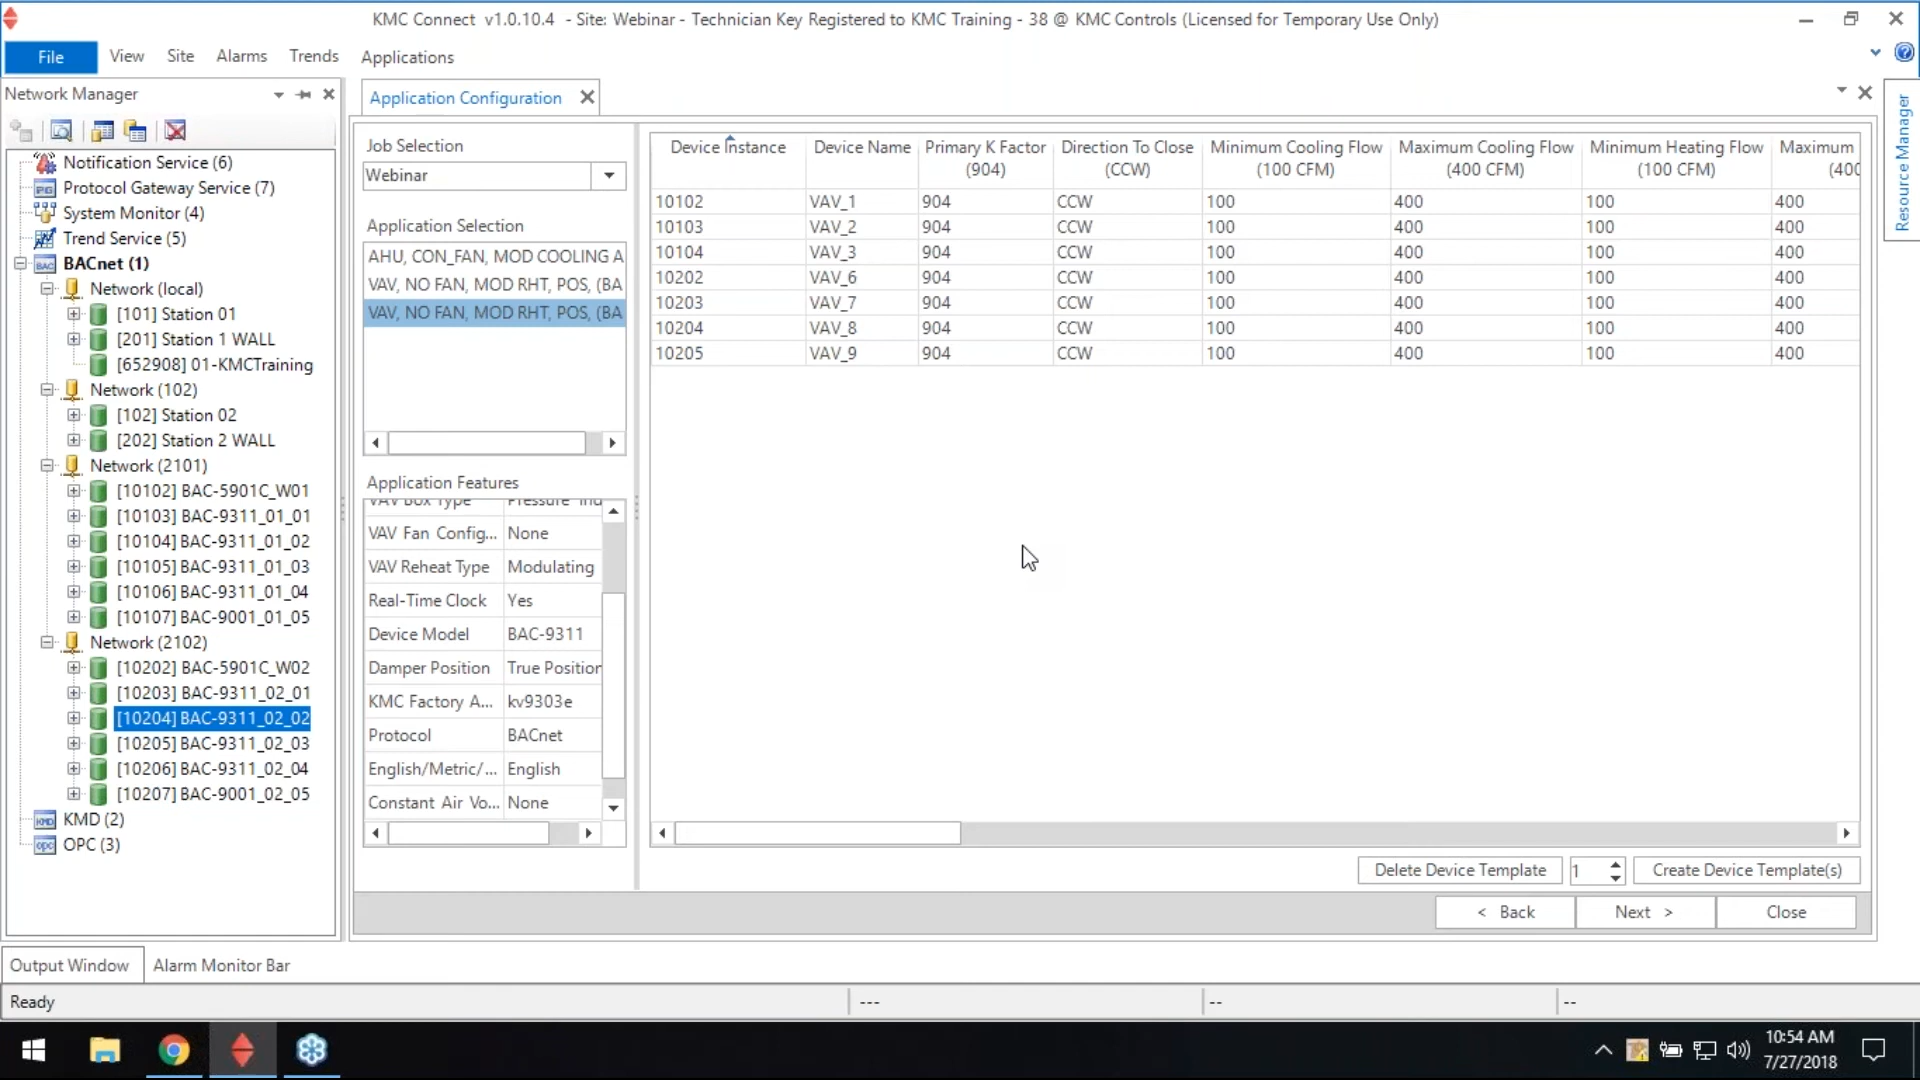 KMC Connect v1.0.10.4 - Site: Webinar - Technician Key Registered to KMC Training - 38 @ KMC Controls (Licensed for Temporary Use Only)
File View Site Alarms Trends Applications
Network Manager
Notification Service (6)
Protocol Gateway Service (7)
System Monitor (4)
Trend Service (5)
BACnet (1)
Network (local)
[101] Station 01
[201] Station 1 WALL
[652908] 01-KMCTraining
Network (102)
[102] Station 02
[202] Station 2 WALL
Network (2101)
[10102] BAC-5901C_W01
[10103] BAC-9311_01_01
[10104] BAC-9311_01_02
[10105] BAC-9311_01_03
[10106] BAC-9311_01_04
[10107] BAC-9001_01_05
Network (2102)
[10202] BAC-5901C_W02
[10203] BAC-9311_02_01
[10204] BAC-9311_02_02
[10205] BAC-9311_02_03
[10206] BAC-9311_02_04
[10207] BAC-9001_02_05
KMD (2)
OPC (3)
Application Configuration
Job Selection
Webinar
Application Selection
AHU, CON_FAN, MOD COOLING A
VAV, NO FAN, MOD RHT, POS, (BA
VAV, NO FAN, MOD RHT, POS, (BA
Application Features
VAV Box Type Pressure Ind
VAV Fan Config... None
VAV Reheat Type Modulating
Real-Time Clock Yes
Device Model BAC-9311
Damper Position True Position
KMC Factory A... kv9303e
Protocol BACnet
English/Metric/... English
Constant Air Vo... None
Device Instance Device Name Primary K Factor (904) Direction To Close (CCW) Minimum Cooling Flow (100 CFM) Maximum Cooling Flow (400 CFM) Minimum Heating Flow (100 CFM) Maximum (400
10102 VAV_1 904 CCW 100 400 100 400
10103 VAV_2 904 CCW 100 400 100 400
10104 VAV_3 904 CCW 100 400 100 400
10202 VAV_6 904 CCW 100 400 100 400
10203 VAV_7 904 CCW 100 400 100 400
10204 VAV_8 904 CCW 100 400 100 400
10205 VAV_9 904 CCW 100 400 100 400
Delete Device Template 1 Create Device Template(s)
< Back Next > Close
Resource Manager
Output Window Alarm Monitor Bar
Ready --- -- --
10:54 AM
7/27/2018